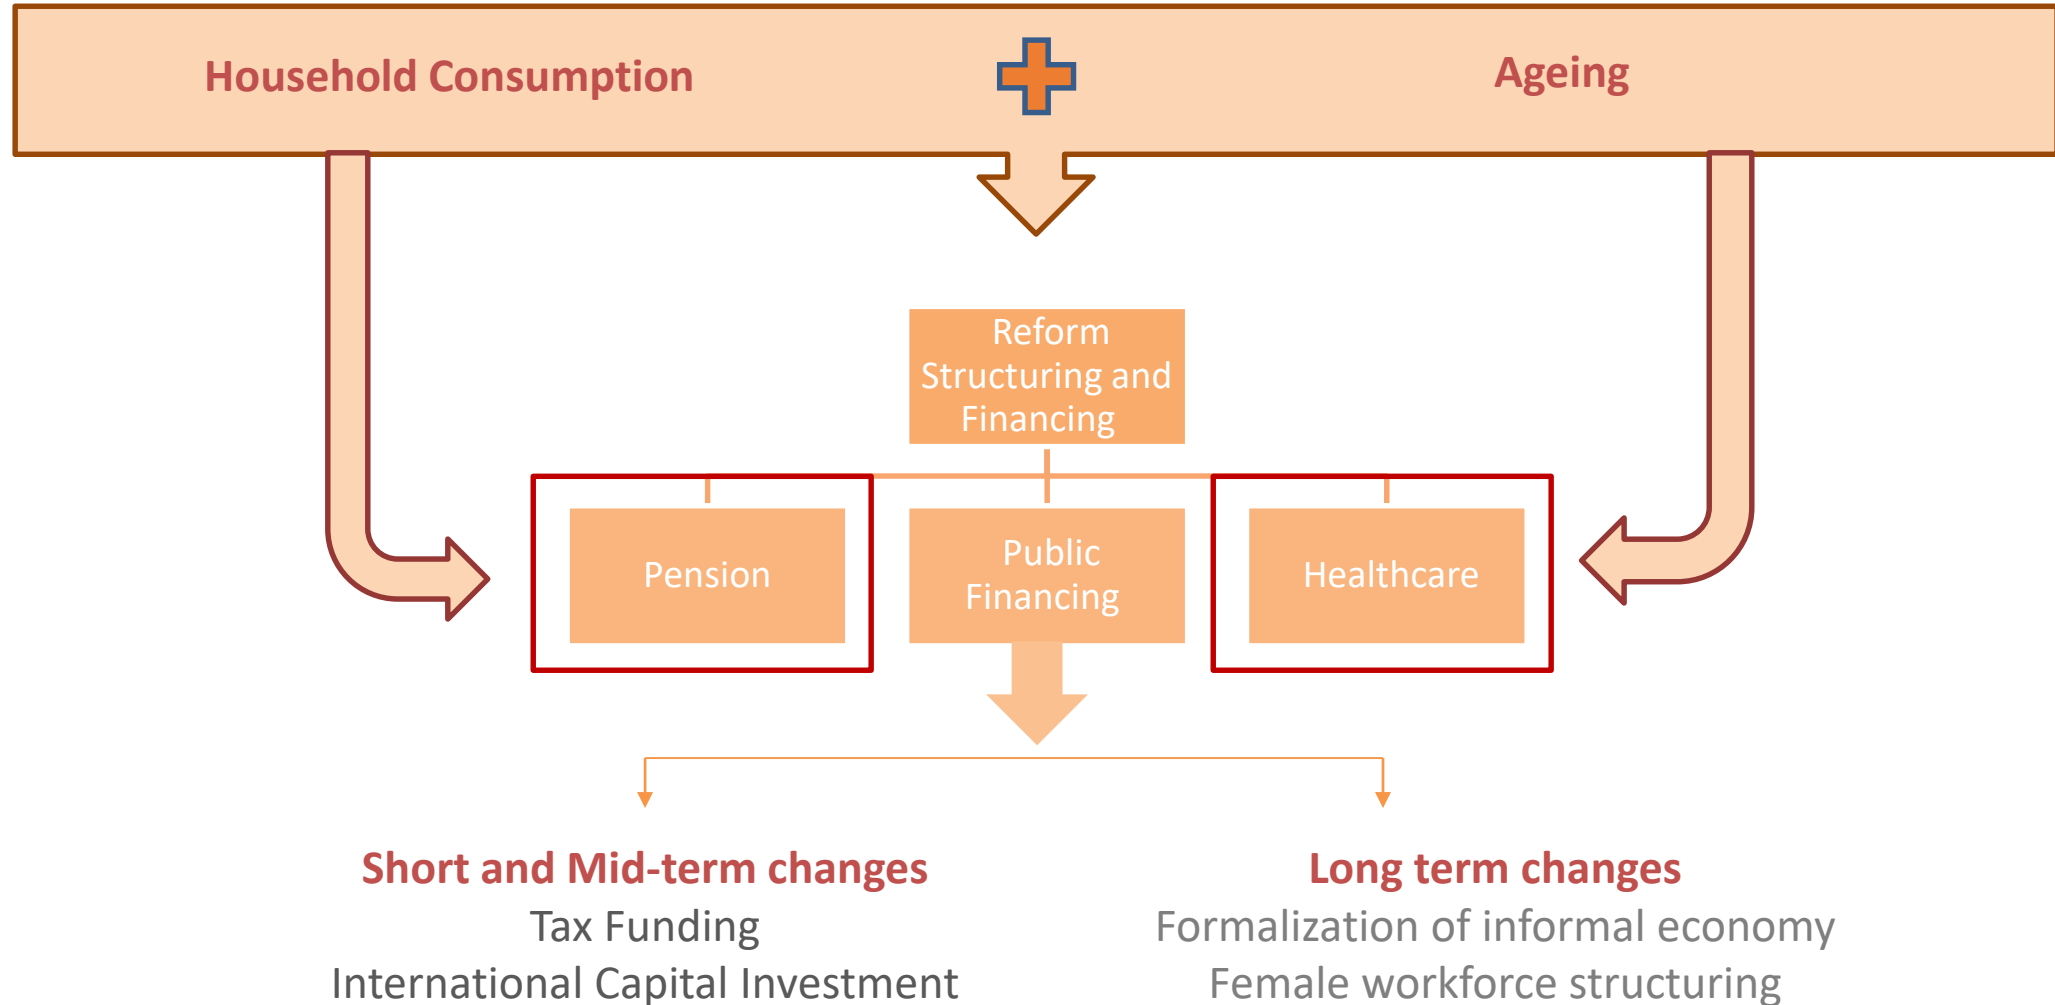 Household Consumption
Ageing
Reform
Structuring and
Financing
Pension
Public
Financing
Healthcare
Short and Mid-term changes
Tax Funding
International Capital Investment
Long term changes
Formalization of informal economy
Female workforce structuring